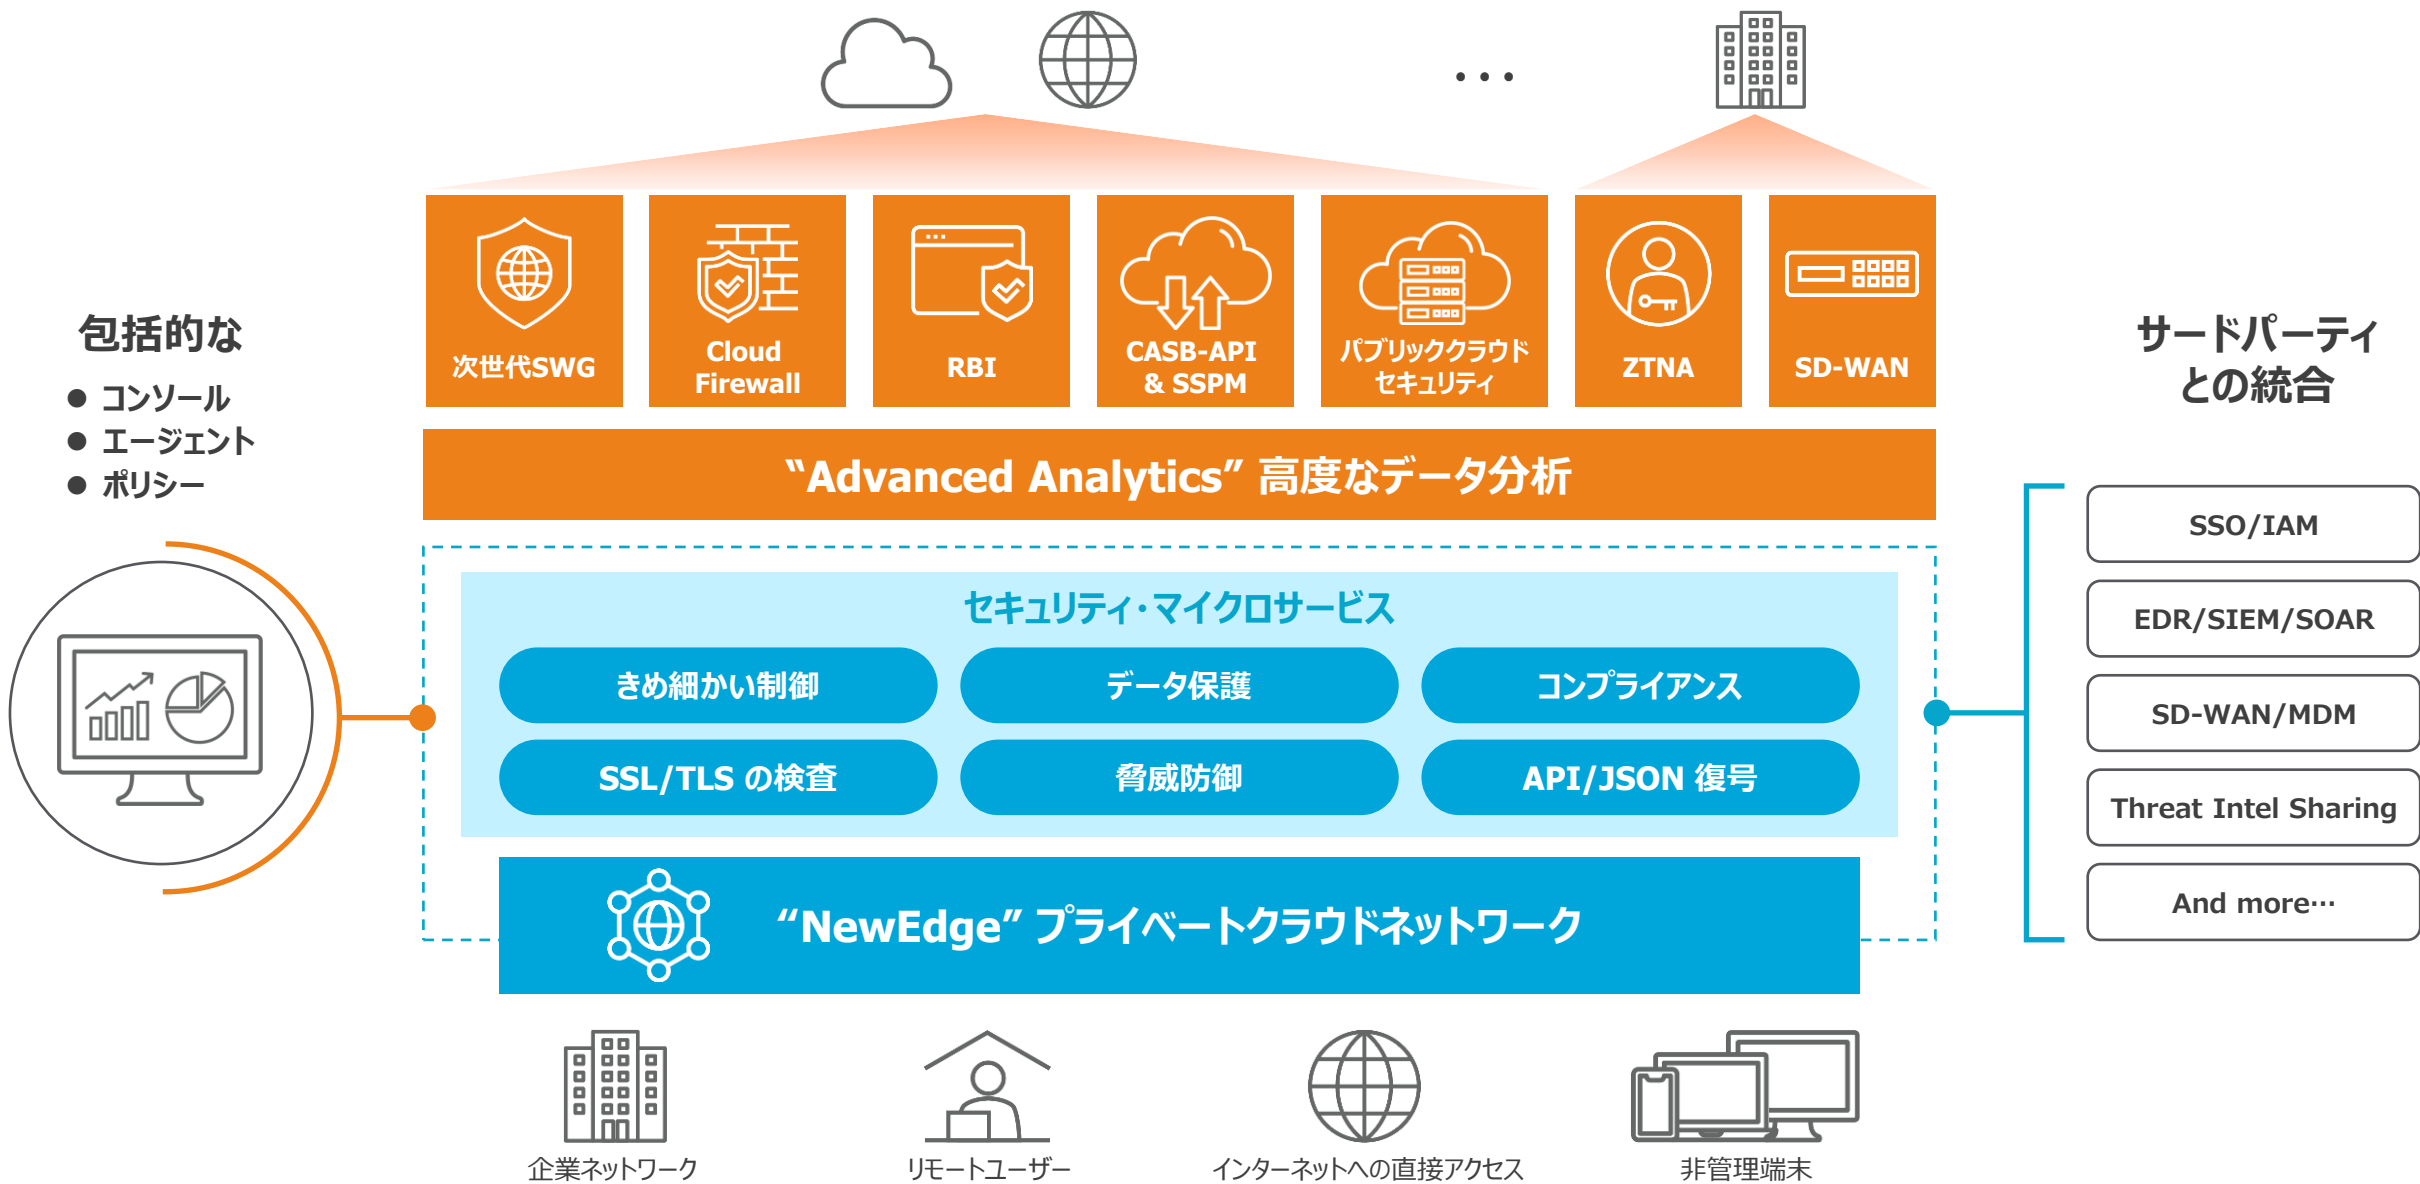 •••
次世代SWG
Cloud
Firewall
RBI
CASB-API
& SSPM
パブリッククラウド
セキュリティ
ZTNA
SD-WAN
包括的な
● コンソール
● エージェント
● ポリシー
“Advanced Analytics” 高度なデータ分析
サードパーティ
との統合
セキュリティ・マイクロサービス
きめ細かい制御
データ保護
コンプライアンス
SSL/TLS の検査
脅威防御
API/JSON 復号
“NewEdge” プライベートクラウドネットワーク
SSO/IAM
EDR/SIEM/SOAR
SD-WAN/MDM
Threat Intel Sharing
And more…
企業ネットワーク
リモートユーザー
インターネットへの直接アクセス
非管理端末